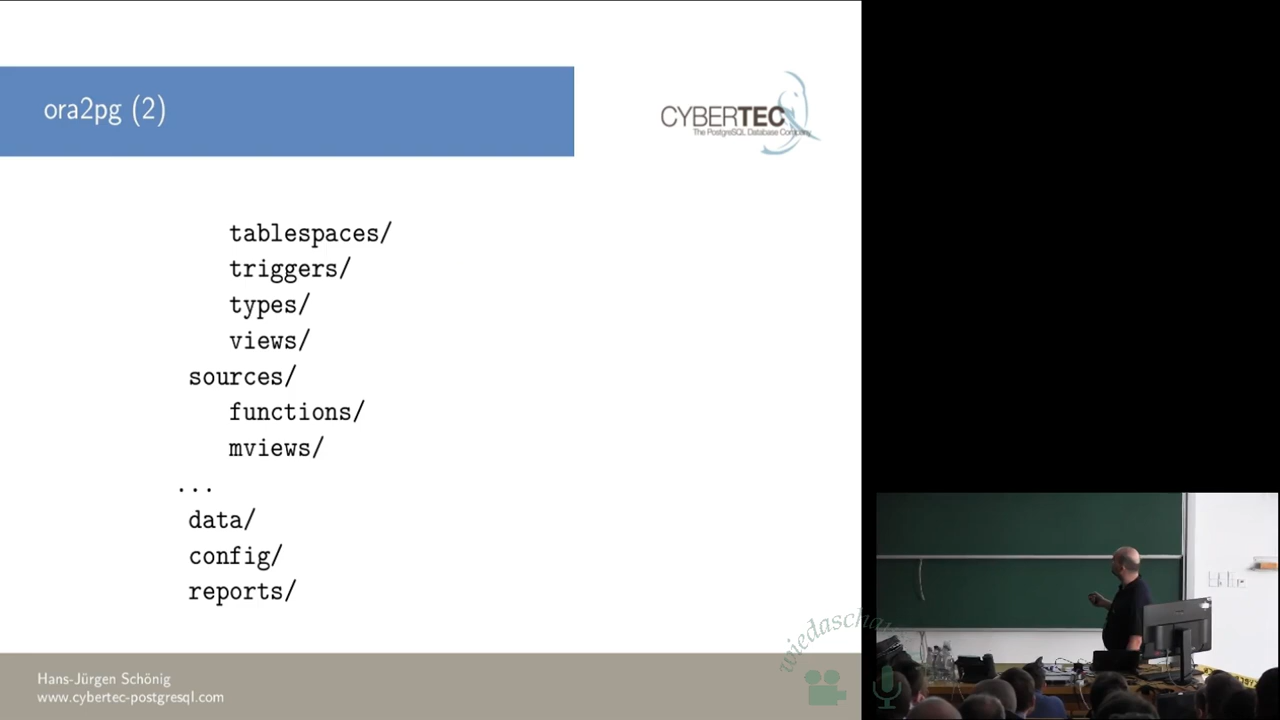 ora2pg (2)
CYBERTEC
The PostgreSQL Database Company
tablespaces/
triggers/
types/
views/
sources/
functions/
mviews/
...
data/
config/
reports/
Hans-Jürgen Schönig
www.cybertec-postgresql.com